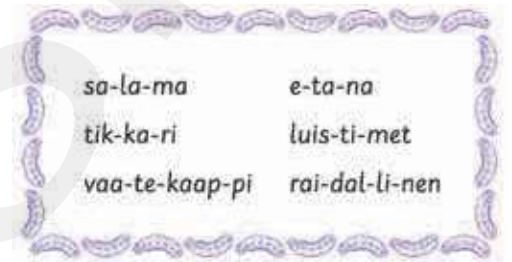 sa-la-ma
tik-ka-ri
vaa-te-kaap-pi
e-ta-na
luis-ti-met
rai-dal-li-nen